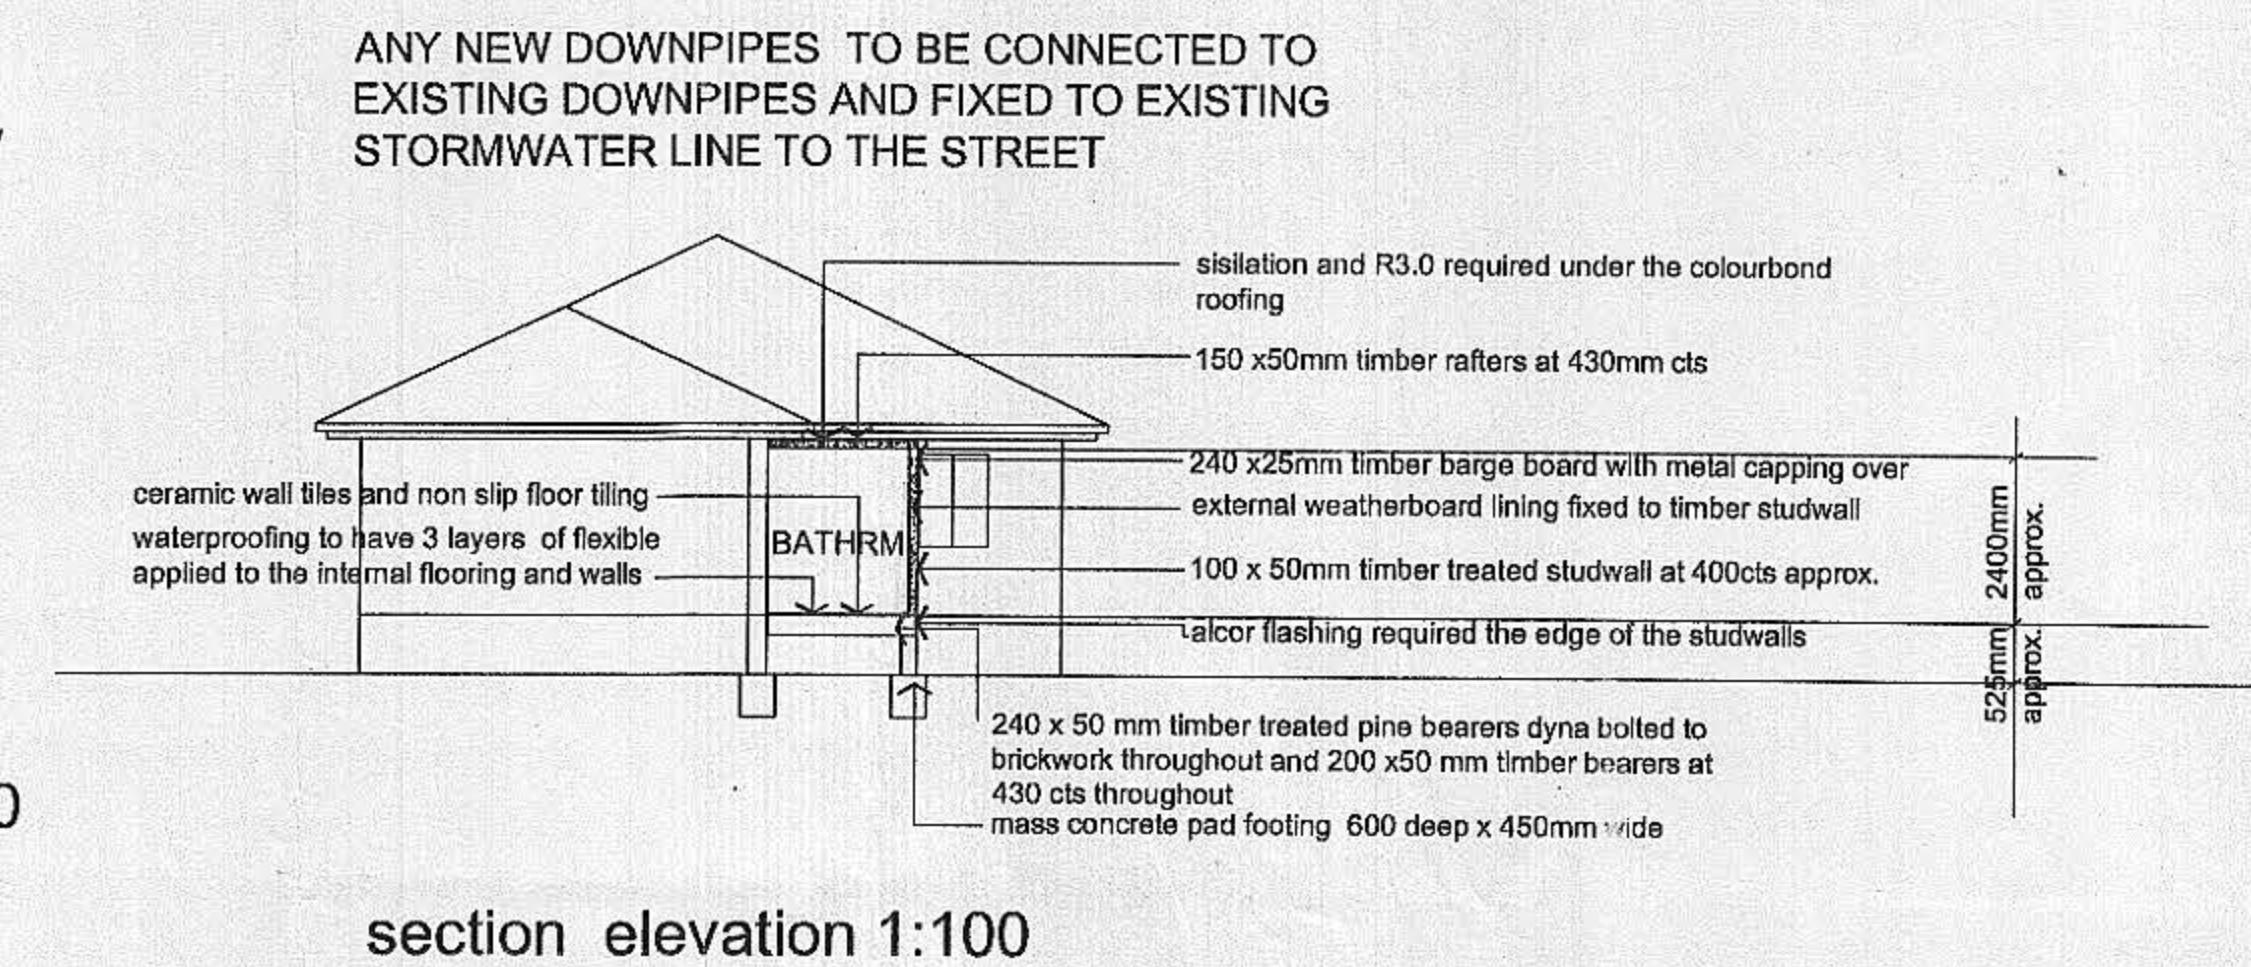 ANY NEW DOWNPIPES TO BE CONNECTED TO
EXISTING DOWNPIPES AND FIXED TO EXISTING
STORMWATER LINE TO THE STREET
sisilation and R3.0 required under the colourbond
roofing
150 x50mm timber rafters at 430mm cts
240 x25mm timber barge board with metal capping over
external weatherboard lining fixed to timber studwall
100 x 50mm timber treated studwall at 400cts approx.
alcor flashing required the edge of the studwalls
ceramic wall tiles and non slip floor tiling
waterproofing to have 3 layers of flexible
applied to the internal flooring and walls
BATHRM
2400mm
approx.
525mm
approx.
240 x 50 mm timber treated pine bearers dyna bolted to
brickwork throughout and 200 x50 mm timber bearers at
430 cts throughout
mass concrete pad footing 600 deep x 450mm wide
section elevation 1:100